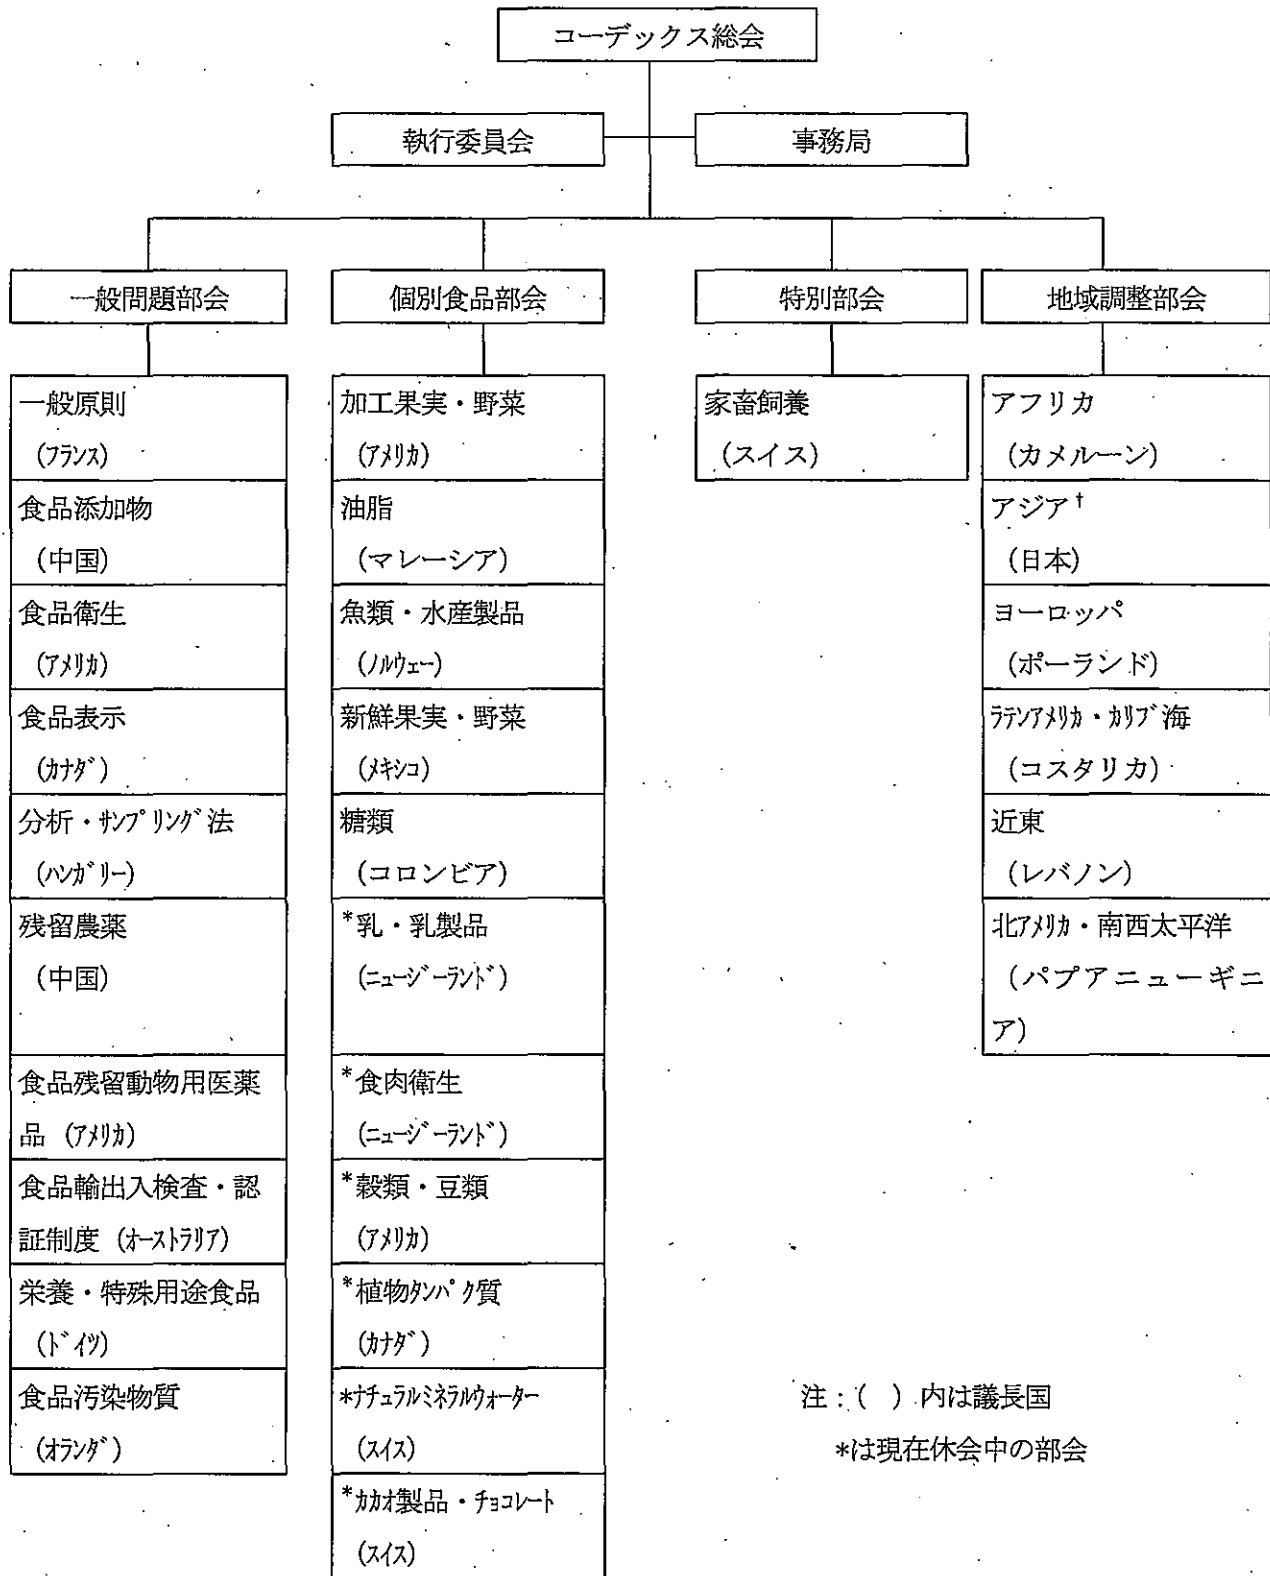 コーデックス総会
執行委員会
事務局
一般問題部会
個別食品部会
特別部会
地域調整部会
一般原則
(フランス)
食品添加物
(中国)
食品衛生
(アメリカ)
食品表示
(カナダ)
分析・サンプリング法
(ハンガリー)
残留農薬
(中国)
食品残留動物用医薬
品 (アメリカ)
食品輸出入検査・認
証制度 (オーストラリア)
栄養・特殊用途食品
(ドイツ)
食品汚染物質
(オランダ)
加工果実・野菜
(アメリカ)
油脂
(マレーシア)
魚類・水産製品
(ノルウェー)
新鮮果実・野菜
(メキシコ)
糖類
(コロンビア)
*乳・乳製品
(ニュージーランド)
*食肉衛生
(ニュージーランド)
*穀類・豆類
(アメリカ)
*植物タンパク質
(カナダ)
*ナチュラルミネラルウォーター
(スイス)
*カカオ製品・チョコレート
(スイス)
家畜飼養
(スイス)
アフリカ
(カメルーン)
アジア†
(日本)
ヨーロッパ
(ポーランド)
ラテンアメリカ・カリブ海
(コスタリカ)
近東
(レバノン)
北アメリカ・南西太平洋
(パプアニューギニ
ア)
注:( )内は議長国
*は現在休会中の部会